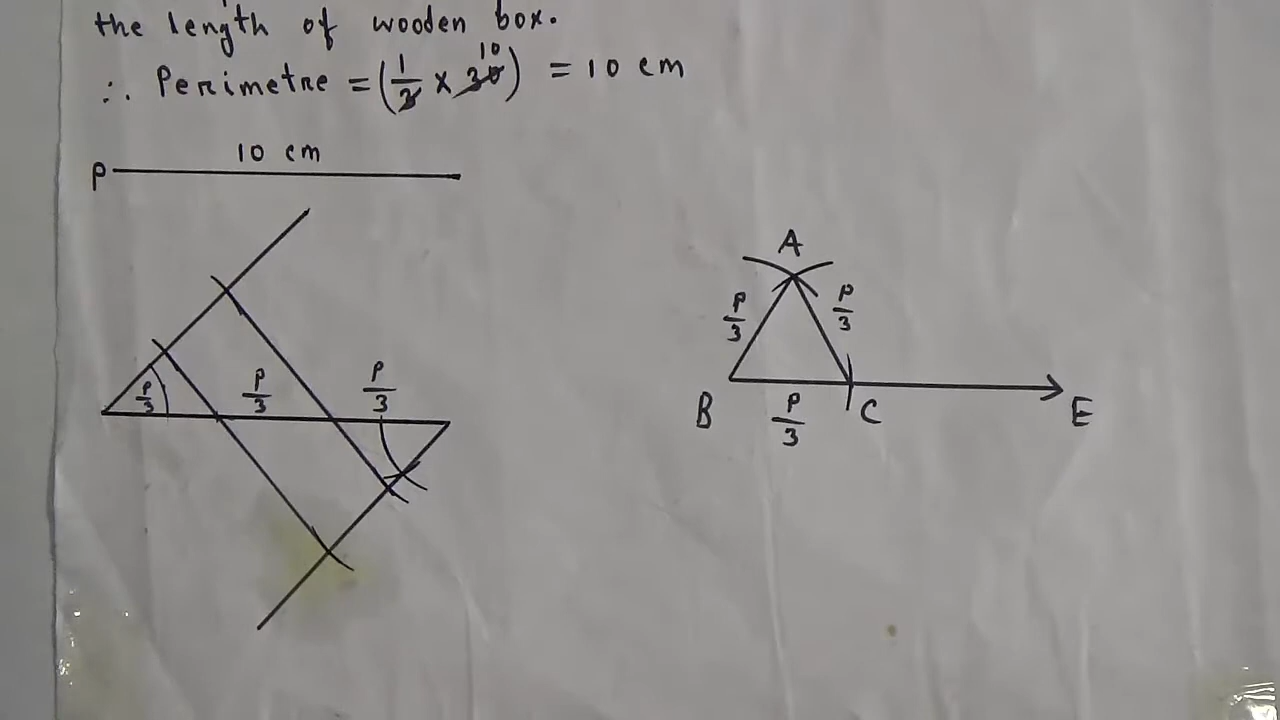 the length of wooden box.
∴ Perimetre = (1/3 × 30 10) = 10 cm
10 cm
P
P/3 P/3 P/3
A
P/3 P/3
B P/3 C E